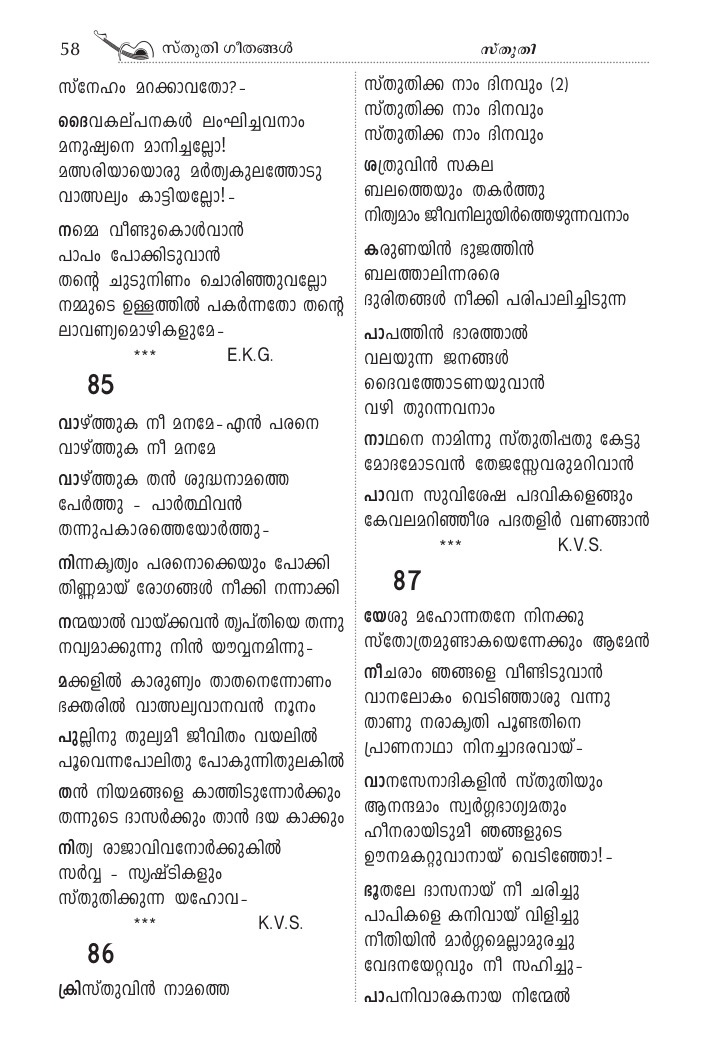 58 സ്തുതി ഗീതങ്ങൾ സ്തുതി
സ്നേഹം മറക്കാവതോ?-
ദൈവകല്പനകൾ ലംഘിച്ചവനാം
മനുഷ്യനെ മാനിച്ചല്ലോ!
മത്സരിയായൊരു മർത്യകുലത്തോടു
വാത്സല്യം കാട്ടിയല്ലോ!-
നമ്മെ വീണ്ടുകൊൾവാൻ
പാപം പോക്കിടുവാൻ
തന്റെ ചുടുനിണം ചൊരിഞ്ഞുവല്ലോ
നമ്മുടെ ഉള്ളത്തിൽ പകർന്നതോ തന്റെ
ലാവണ്യമൊഴികളുമേ-
*** E.K.G.
85
വാഴ്ത്തുക നീ മനമേ-എൻ പരനെ
വാഴ്ത്തുക നീ മനമേ
വാഴ്ത്തുക തൻ ശുദ്ധനാമത്തെ
പേർത്തു - പാർത്ഥിവൻ
തന്നുപകാരത്തെയോർത്തു-
നിന്നകൃത്യം പരനൊക്കെയും പോക്കി
തിണ്ണമായ് രോഗങ്ങൾ നീക്കി നന്നാക്കി
നന്മയാൽ വായ്ക്കവൻ തൃപ്തിയെ തന്നു
നവ്യമാക്കുന്നു നിൻ യൗവ്വനമിന്നു-
മക്കളിൽ കാരുണ്യം താതനെന്നോണം
ഭക്തരിൽ വാത്സല്യവാനവൻ നൂനം
പുല്ലിനു തുല്യമീ ജീവിതം വയലിൽ
പൂവെന്നപോലിതു പോകുന്നിതുലകിൽ
തൻ നിയമങ്ങളെ കാത്തിടുന്നോർക്കും
തന്നുടെ ദാസർക്കും താൻ ദയ കാക്കും
നിത്യ രാജാവിവനോർക്കുകിൽ
സർവ്വ - സൃഷ്ടികളും
സ്തുതിക്കുന്ന യഹോവ-
*** K.V.S.
86
ക്രിസ്തുവിൻ നാമത്തെ
സ്തുതിക്ക നാം ദിനവും (2)
സ്തുതിക്ക നാം ദിനവും
സ്തുതിക്ക നാം ദിനവും
ശത്രുവിൻ സകല
ബലത്തെയും തകർത്തു
നിത്യമാം ജീവനിലുയിർത്തെഴുന്നവനാം
കരുണയിൻ ഭുജത്തിൻ
ബലത്താലിന്നരരെ
ദുരിതങ്ങൾ നീക്കി പരിപാലിച്ചിടുന്ന
പാപത്തിൻ ഭാരത്താൽ
വലയുന്ന ജനങ്ങൾ
ദൈവത്തോടണയുവാൻ
വഴി തുറന്നവനാം
നാഥനെ നാമിന്നു സ്തുതിപ്പതു കേട്ടു
മോദമോടവൻ തേജസ്സേവരുമറിവാൻ
പാവന സുവിശേഷ പദവികളെങ്ങും
കേവലമറിഞ്ഞീശ പദതളിർ വണങ്ങാൻ
*** K.V.S.
87
യേശു മഹോന്നതനേ നിനക്കു
സ്തോത്രമുണ്ടാകയെന്നേക്കും ആമേൻ
നീചരാം ഞങ്ങളെ വീണ്ടിടുവാൻ
വാനലോകം വെടിഞ്ഞാശു വന്നു
താണു നരാകൃതി പൂണ്ടതിനെ
പ്രാണനാഥാ നിനച്ചാദരവായ്-
വാനസേനാദികളിൻ സ്തുതിയും
ആനന്ദമാം സ്വർഗ്ഗഭാഗ്യമതും
ഹീനരായിടുമീ ഞങ്ങളുടെ
ഊനമകറ്റുവാനായ് വെടിഞ്ഞോ!-
ഭൂതലേ ദാസനായ് നീ ചരിച്ചു
പാപികളെ കനിവായ് വിളിച്ചു
നീതിയിൻ മാർഗ്ഗമെല്ലാമുരച്ചു
വേദനയേറ്റവും നീ സഹിച്ചു-
പാപനിവാരകനായ നിന്മേൽ